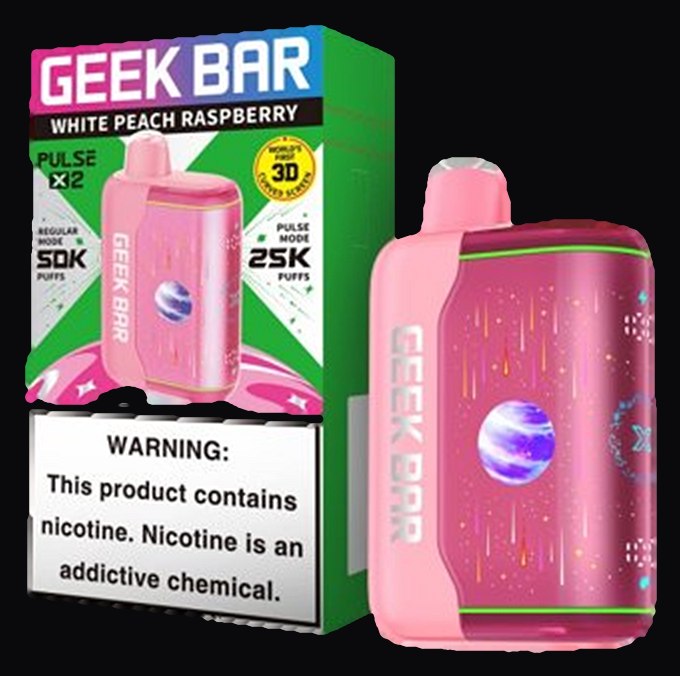 GEEK BAR
WHITE PEACH RASPBERRY
PULSE
X2
WORLD'S
FIRST
3D
CURVED SCREEN
REGULAR
MODE
50K
PUFFS
PULSE
MODE
25K
PUFFS
GEEK BAR
WARNING:
This product contains
nicotine. Nicotine is an
addictive chemical.
GEEK BAR
X